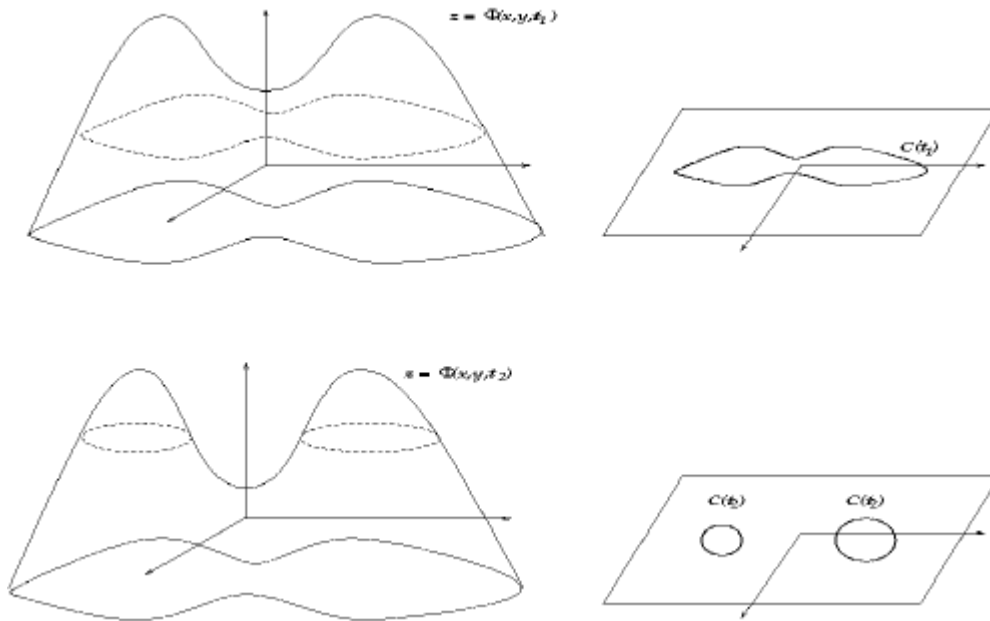 z = Φ(x,y,t₁)
C(t₁)
z = Φ(x,y,t₂)
C(t₂)
C(t₂)